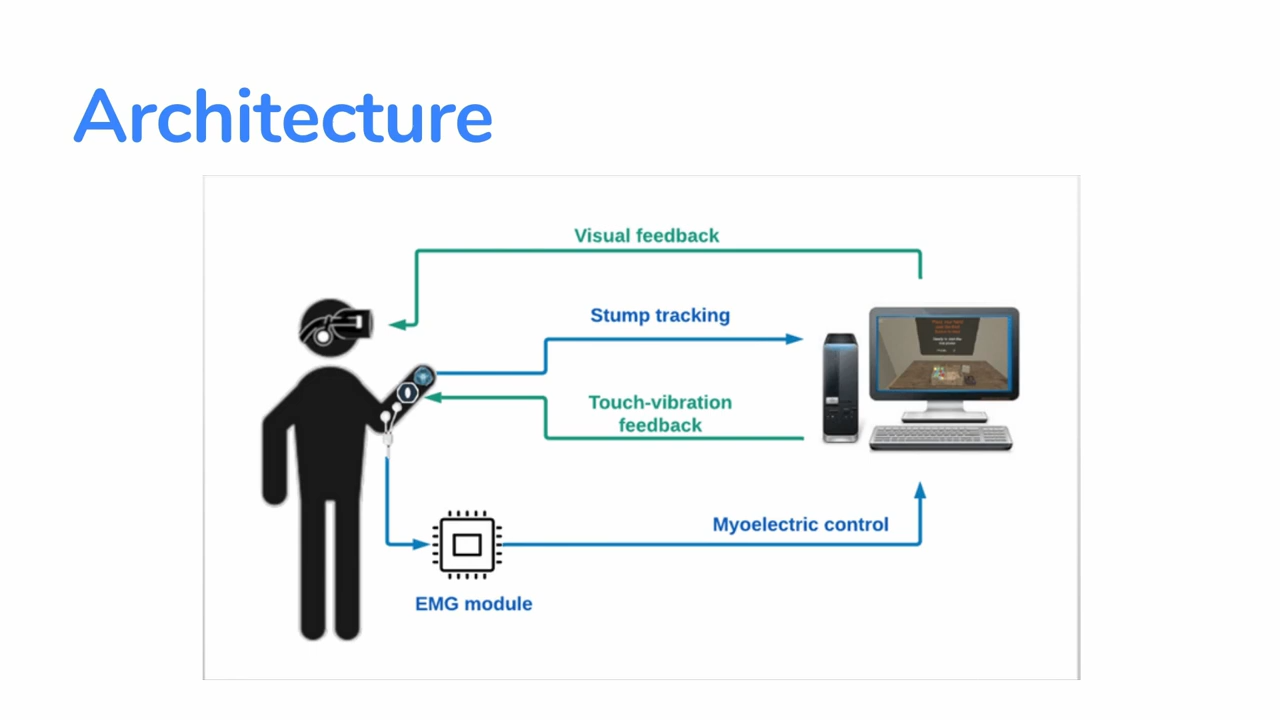 Architecture
Visual feedback
Stump tracking
Touch-vibration
feedback
Myoelectric control
EMG module